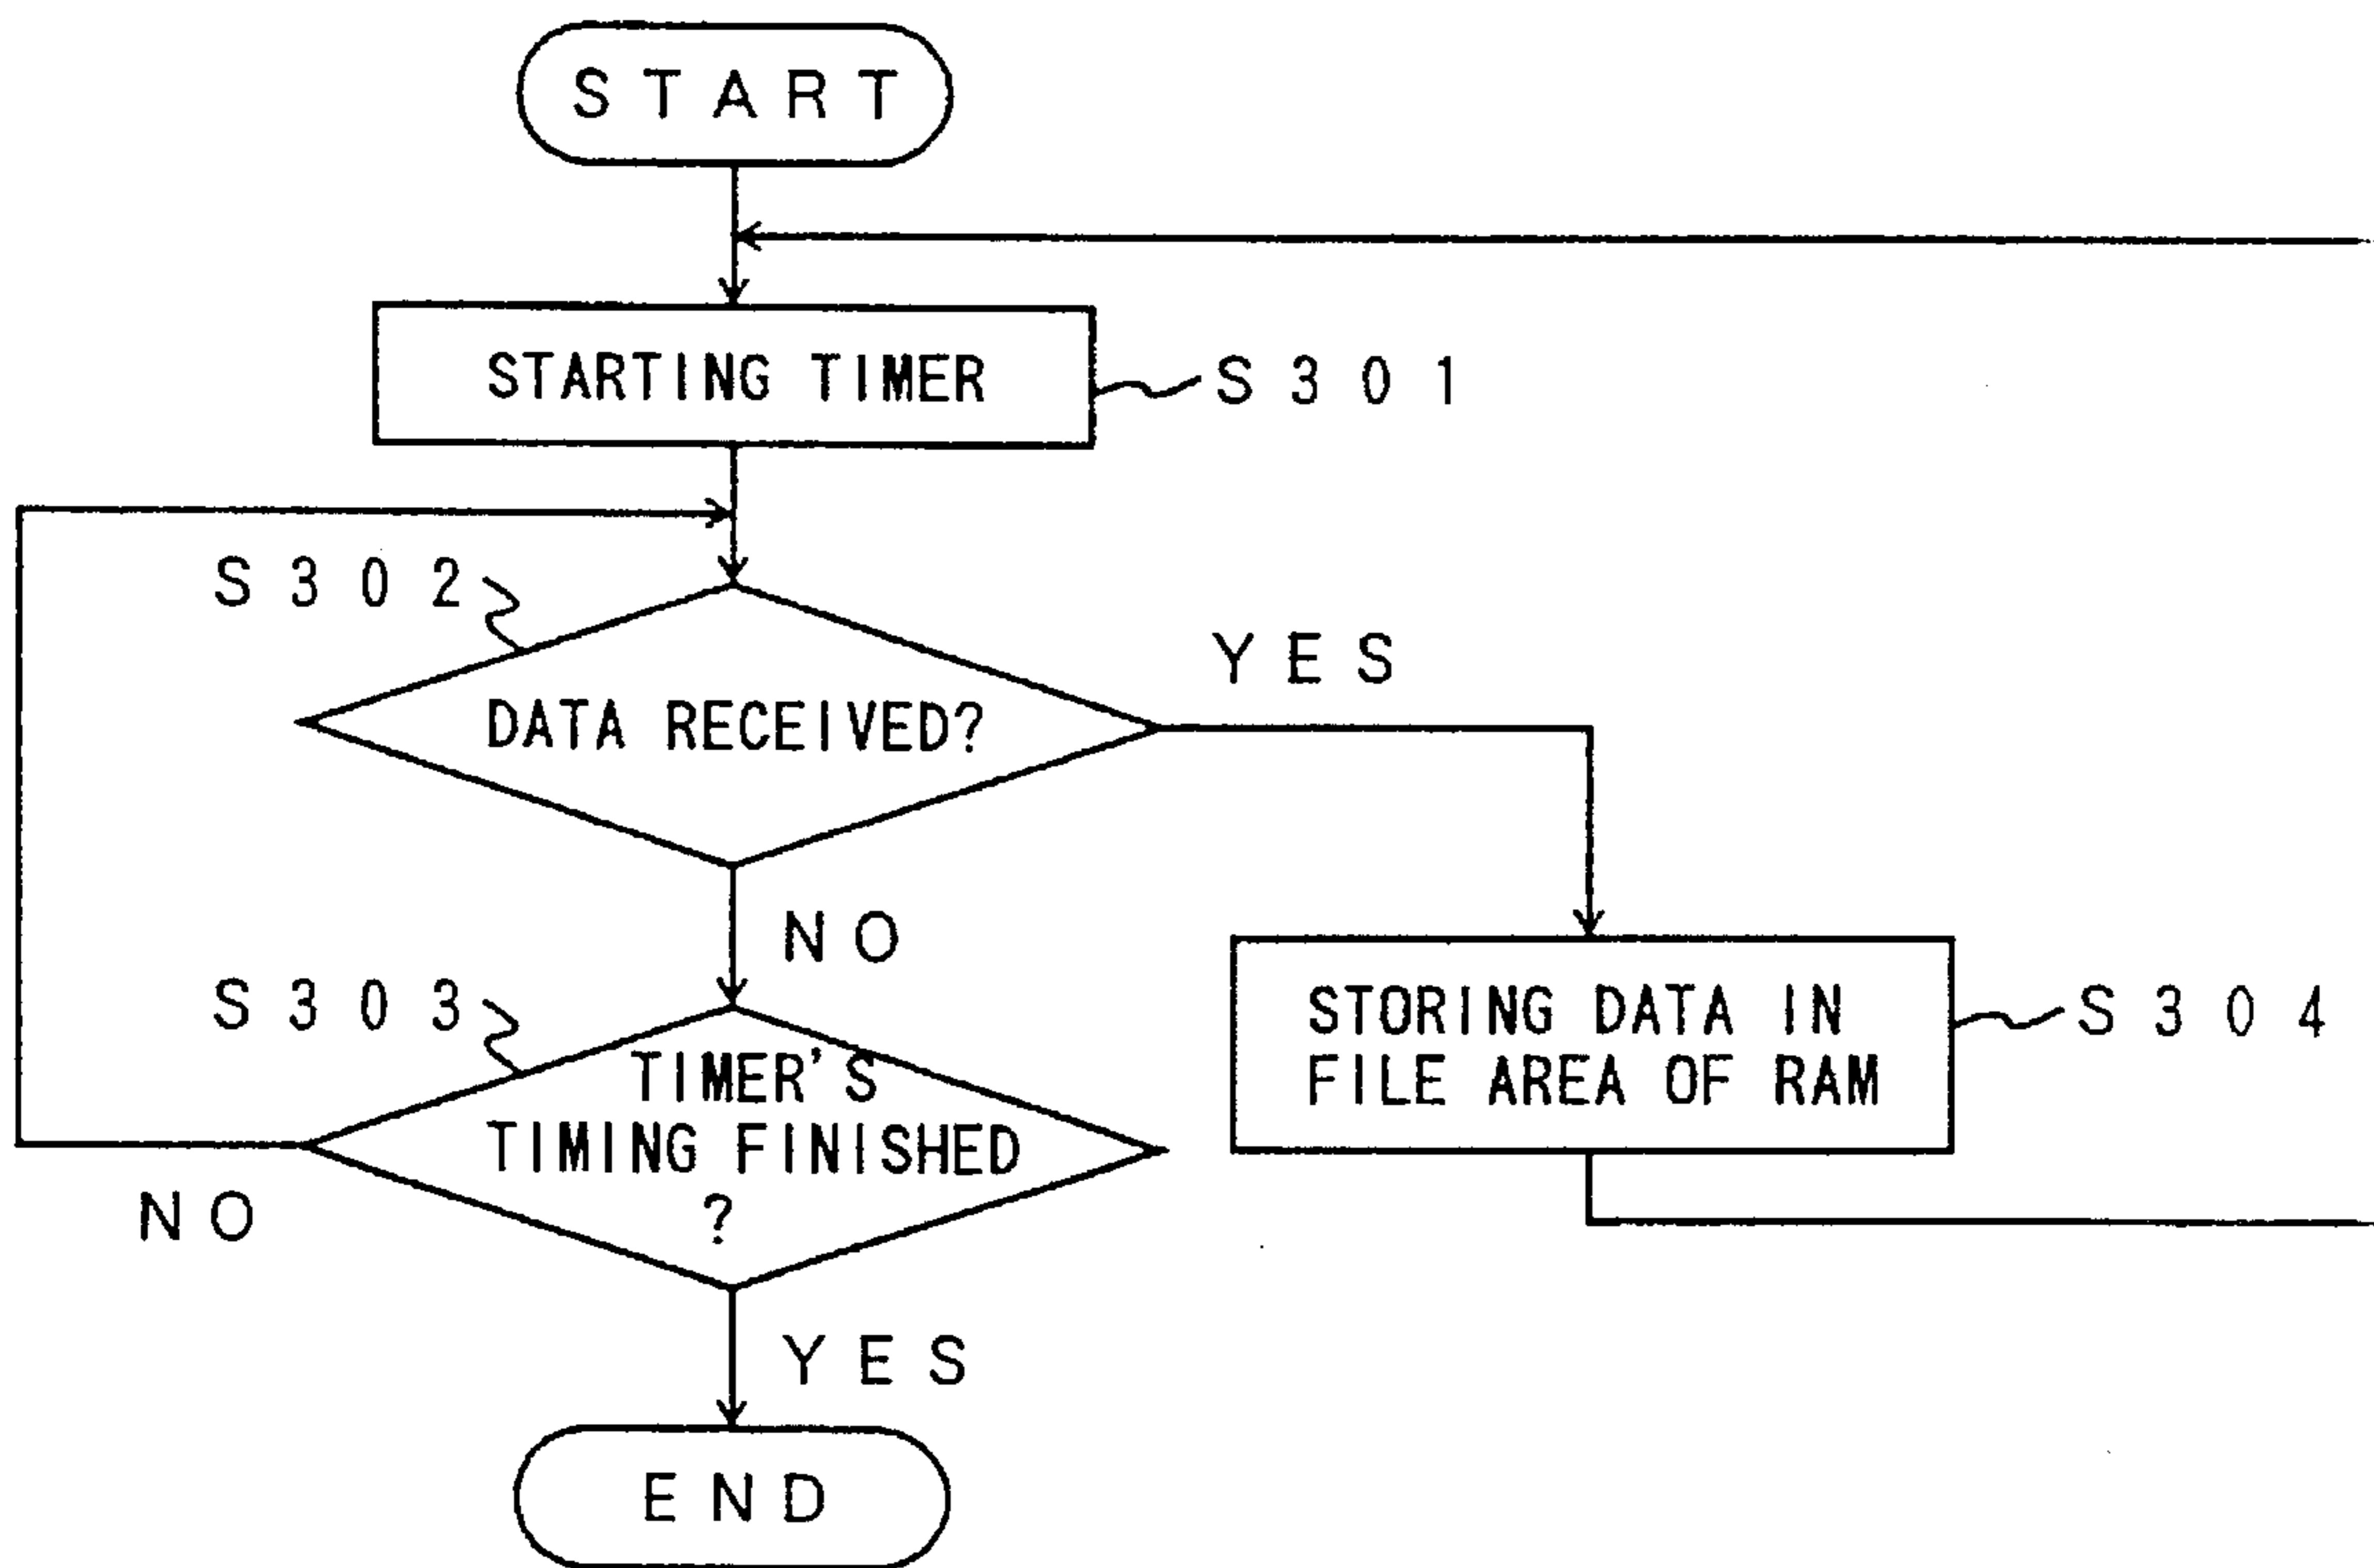 START
STARTING TIMER
S301
S302
DATA RECEIVED?
YES
NO
S303
TIMER'S
TIMING FINISHED
?
NO
YES
STORING DATA IN
FILE AREA OF RAM
S304
END